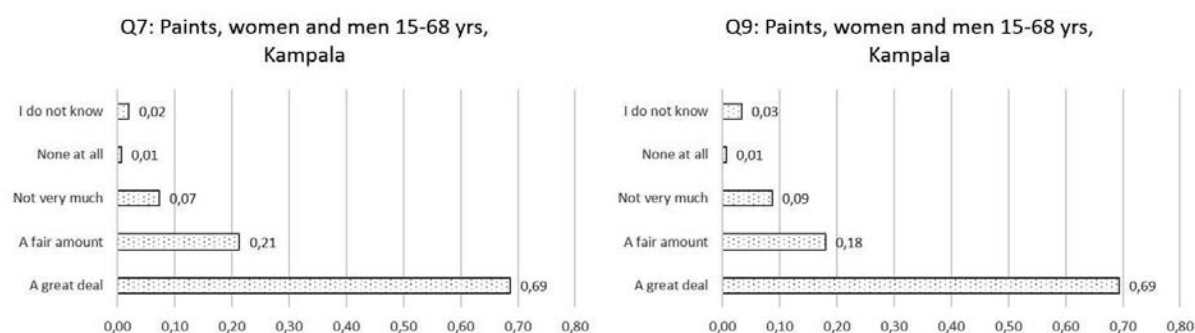 Q7: Paints, women and men 15-68 yrs,
Kampala
I do not know 0,02
None at all 0,01
Not very much 0,07
A fair amount 0,21
A great deal 0,69
0,00 0,10 0,20 0,30 0,40 0,50 0,60 0,70 0,80
Q9: Paints, women and men 15-68 yrs,
Kampala
I do not know 0,03
None at all 0,01
Not very much 0,09
A fair amount 0,18
A great deal 0,69
0,00 0,10 0,20 0,30 0,40 0,50 0,60 0,70 0,80